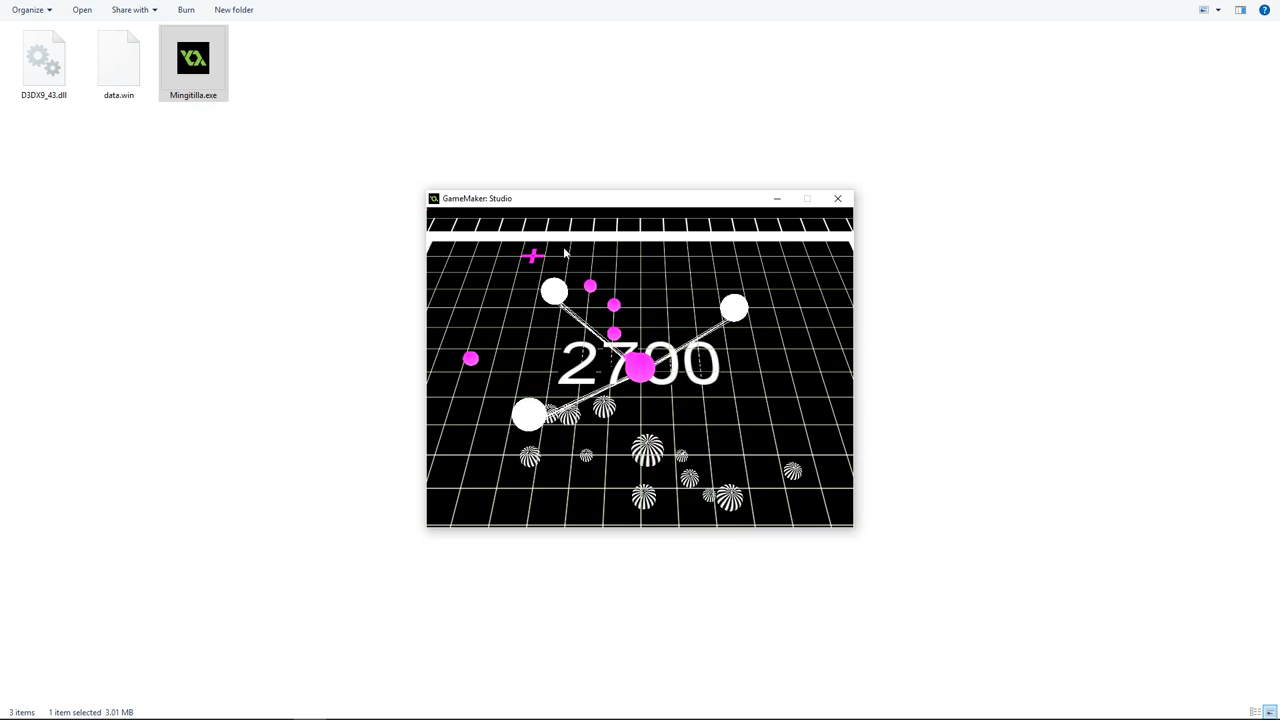 Organize Open Share with Burn New folder
D3DX9_43.dll data.win Mingitilla.exe
GameMaker: Studio
2700
3 items 1 item selected 3.01 MB